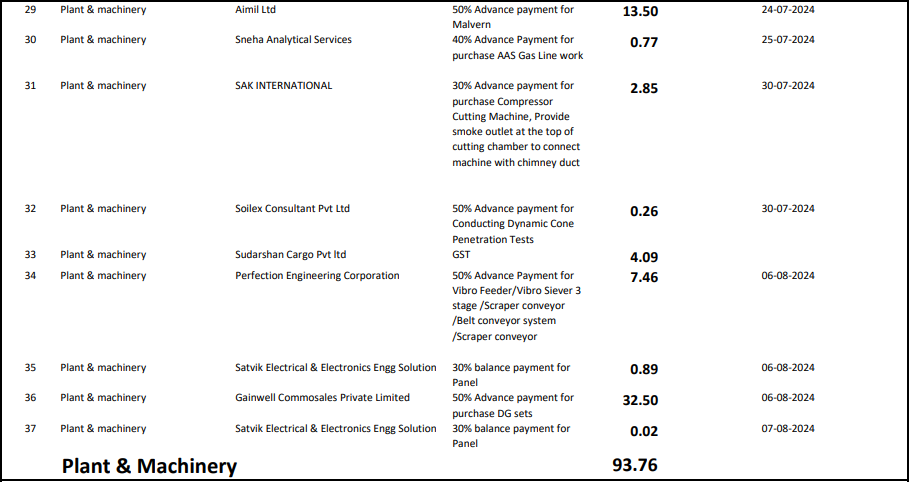 29 Plant & machinery Aimil Ltd 50% Advance payment for 13.50 24-07-2024
Malvern
30 Plant & machinery Sneha Analytical Services 40% Advance Payment for 0.77 25-07-2024
purchase AAS Gas Line work
31 Plant & machinery SAK INTERNATIONAL 30% Advance payment for 2.85 30-07-2024
purchase Compressor
Cutting Machine, Provide
smoke outlet at the top of
cutting chamber to connect
machine with chimney duct
32 Plant & machinery Soilex Consultant Pvt Ltd 50% Advance payment for 0.26 30-07-2024
Conducting Dynamic Cone
Penetration Tests
33 Plant & machinery Sudarshan Cargo Pvt ltd GST 4.09
34 Plant & machinery Perfection Engineering Corporation 50% Advance Payment for 7.46 06-08-2024
Vibro Feeder/Vibro Siever 3
stage /Scraper conveyor
/Belt conveyor system
/Scraper conveyor
35 Plant & machinery Satvik Electrical & Electronics Engg Solution 30% balance payment for 0.89 06-08-2024
Panel
36 Plant & machinery Gainwell Commosales Private Limited 50% Advance payment for 32.50 06-08-2024
purchase DG sets
37 Plant & machinery Satvik Electrical & Electronics Engg Solution 30% balance payment for 0.02 07-08-2024
Panel
Plant & Machinery 93.76